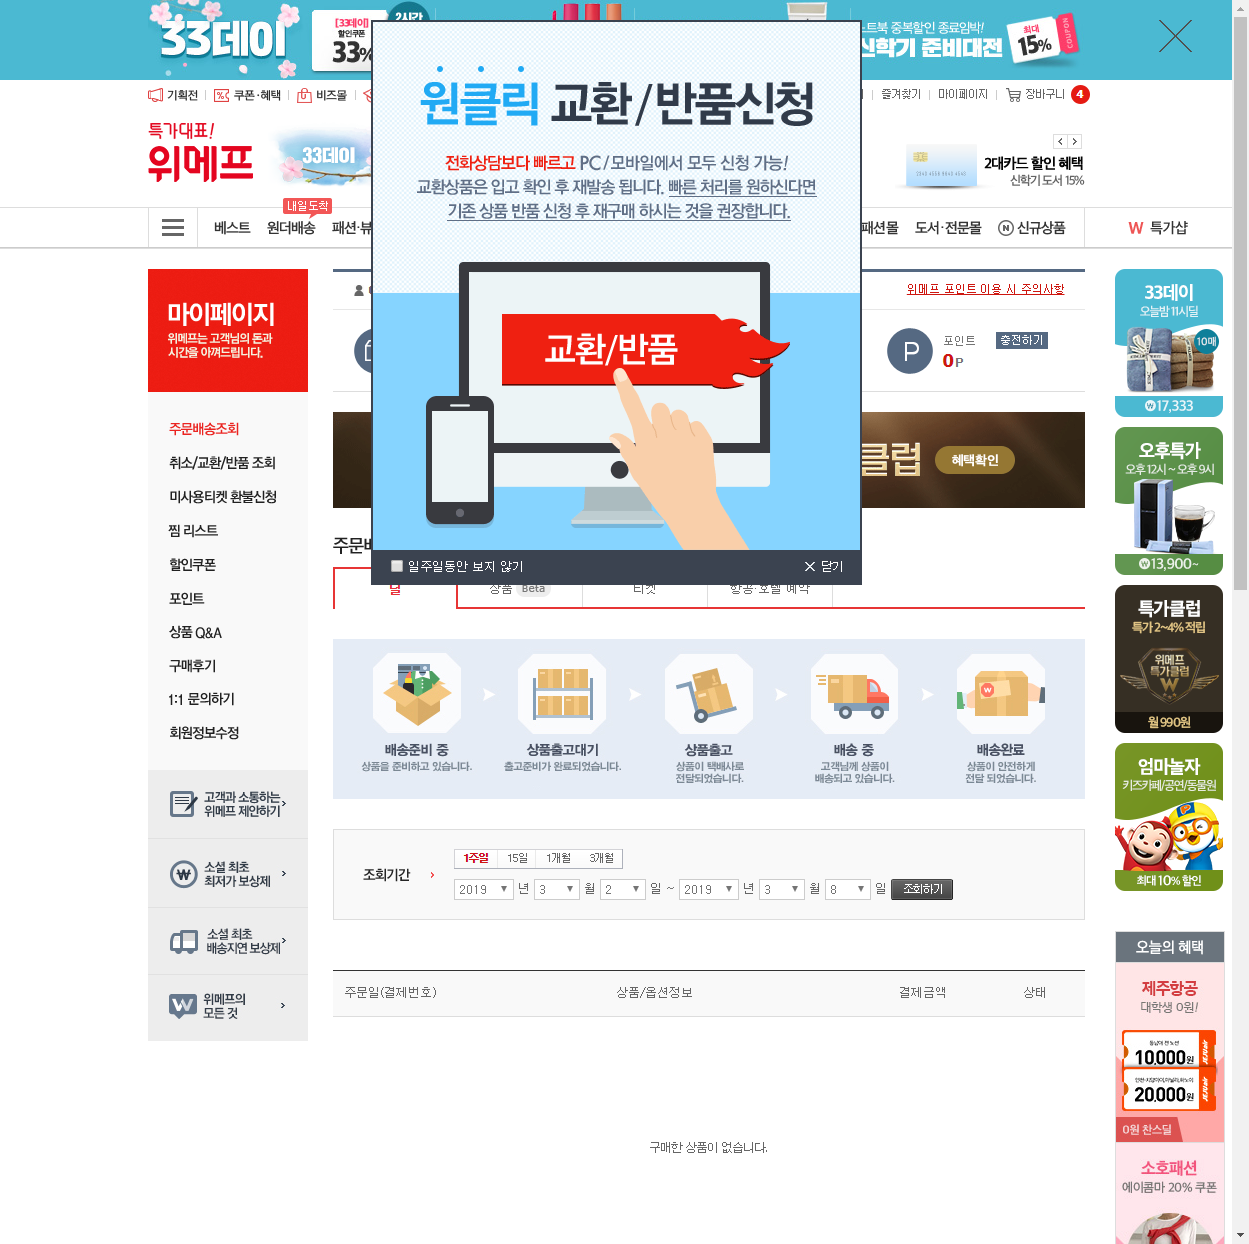 33데이
[33데이]
할인쿠폰
33%
2시간
노트북 중복할인 종료임박!
신학기 준비대전
최대
15%
COUPON
기획전
쿠폰·혜택
비즈몰
즐겨찾기
마이페이지
장바구니
4
특가대표!
위메프
33데이
2대카드 할인 혜택
신학기 도서 15%
내일도착
베스트
원더배송
패션·뷰
패션몰
도서·전문몰
N 신규상품
W 특가샵
원클릭 교환/반품신청
전화상담보다 빠르고 PC/모바일에서 모두 신청 가능!
교환상품은 입고 확인 후 재발송 됩니다. 빠른 처리를 원하신다면
기존 상품 반품 신청 후 재구매 하시는 것을 권장합니다.
교환/반품
일주일동안 보지 않기
닫기
마이페이지
위메프는 고객님의 돈과
시간을 아껴드립니다.
주문배송조회
취소/교환/반품 조회
미사용티켓 환불신청
찜 리스트
할인쿠폰
포인트
상품 Q&A
구매후기
1:1 문의하기
회원정보수정
고객과 소통하는
위메프 제안하기
소셜 최초
최저가 보상제
소셜 최초
배송지연 보상제
위메프의
모든 것
위메프 포인트 이용 시 주의사항
P
포인트
충전하기
0P
클럽
혜택확인
주문배
딜
상품 Beta
티켓
항공·호텔 예약
배송준비 중
상품을 준비하고 있습니다.
상품출고대기
출고준비가 완료되었습니다.
상품출고
상품이 택배사로
전달되었습니다.
배송 중
고객님께 상품이
배송되고 있습니다.
배송완료
상품이 안전하게
전달 되었습니다.
조회기간
1주일
15일
1개월
3개월
2019 년 3 월 2 일 ~ 2019 년 3 월 8 일 조회하기
주문일(결제번호)
상품/옵션정보
결제금액
상태
구매한 상품이 없습니다.
33데이
오늘밤 11시딜
10매
17,333
오후특가
오후 12시 ~ 오후 9시
13,900~
특가클럽
특가 2~4% 적립
위메프
특가클럽
W
월 990원
엄마놀자
키즈카페/공연/동물원
최대 10% 할인
오늘의 혜택
제주항공
대학생 0원!
10,000원
20,000원
0원 찬스딜
소호패션
에이콤마 20% 쿠폰